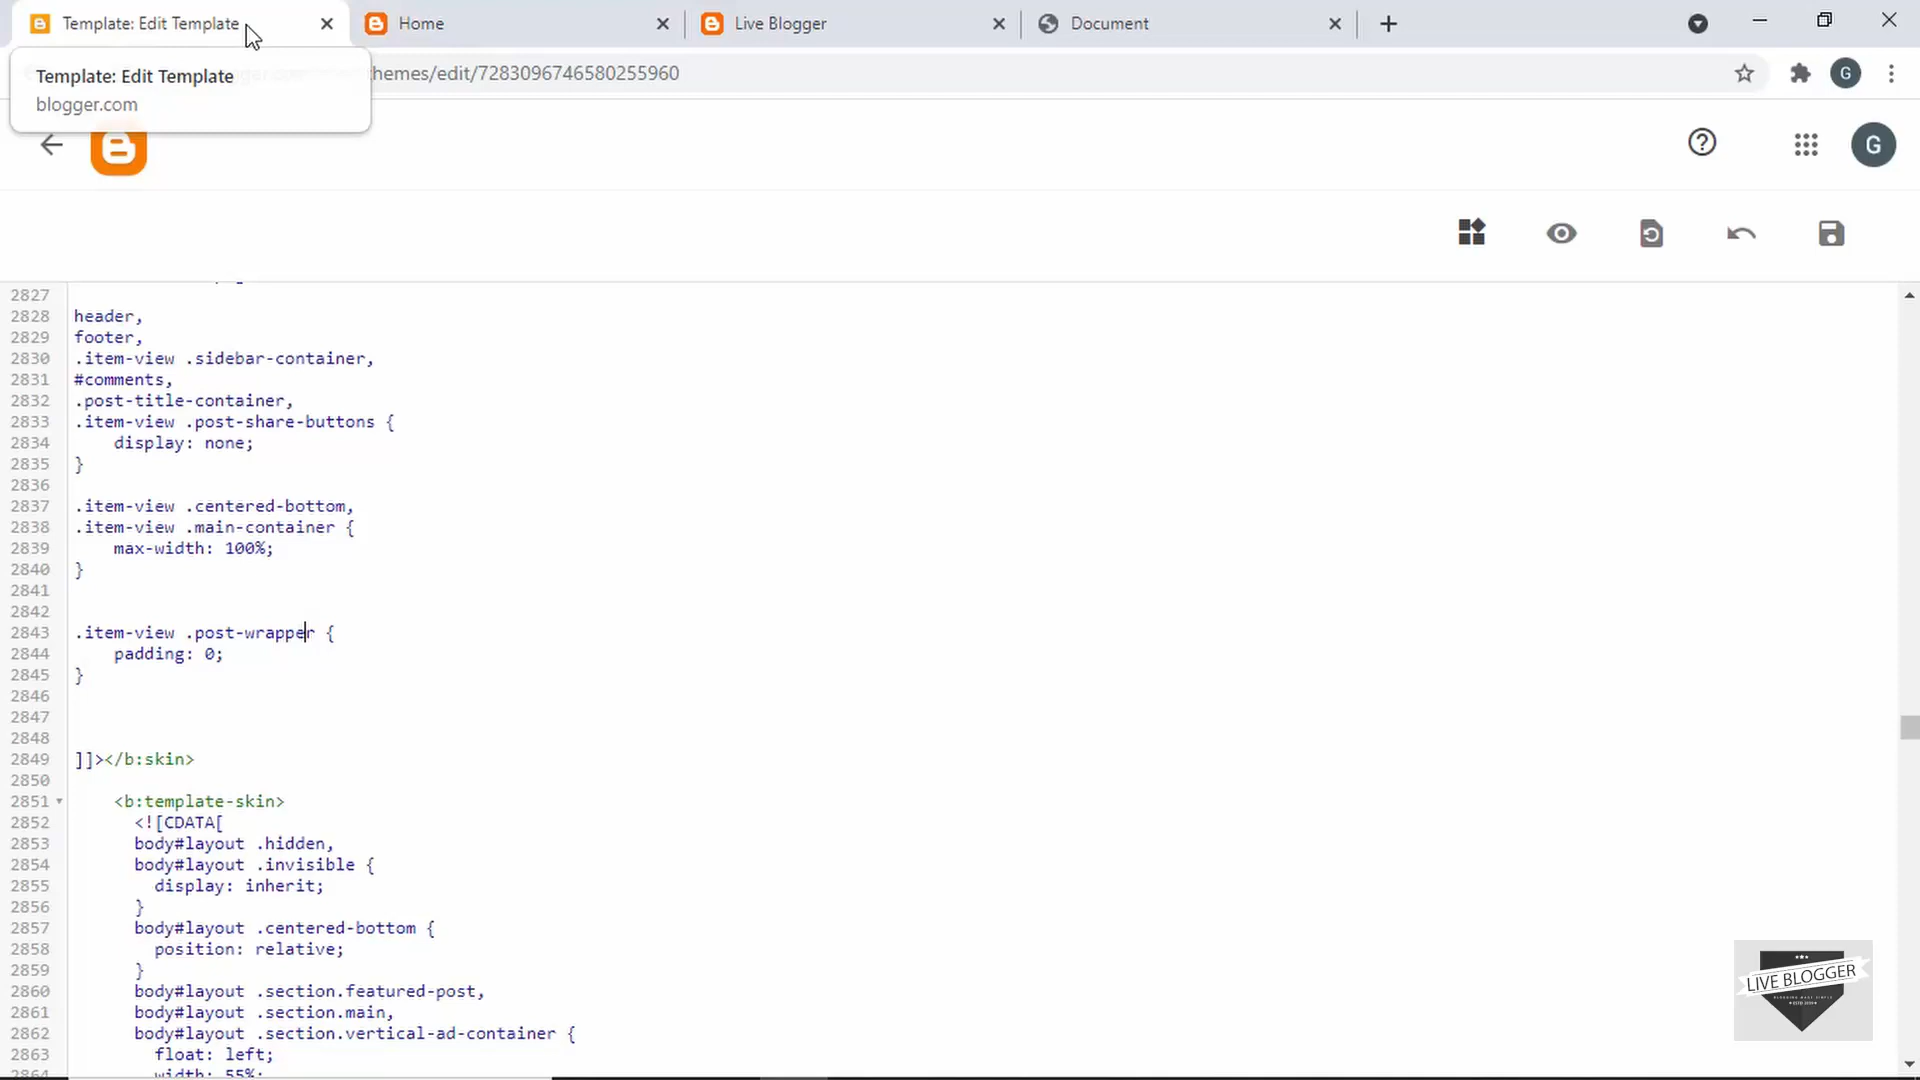 Template: Edit Template
Home
Live Blogger
Document
Template: Edit Template
blogger.com
hemes/edit/7283096746580255960
G
G
2827
2828 header,
2829 footer,
2830 .item-view .sidebar-container,
2831 #comments,
2832 .post-title-container,
2833 .item-view .post-share-buttons {
2834 display: none;
2835 }
2836
2837 .item-view .centered-bottom,
2838 .item-view .main-container {
2839 max-width: 100%;
2840 }
2841
2842
2843 .item-view .post-wrapper {
2844 padding: 0;
2845 }
2846
2847
2848
2849 ]]></b:skin>
2850
2851 <b:template-skin>
2852 <![CDATA[
2853 body#layout .hidden,
2854 body#layout .invisible {
2855 display: inherit;
2856 }
2857 body#layout .centered-bottom {
2858 position: relative;
2859 }
2860 body#layout .section.featured-post,
2861 body#layout .section.main,
2862 body#layout .section.vertical-ad-container {
2863 float: left;
2864 width: 55%;
LIVE BLOGGER